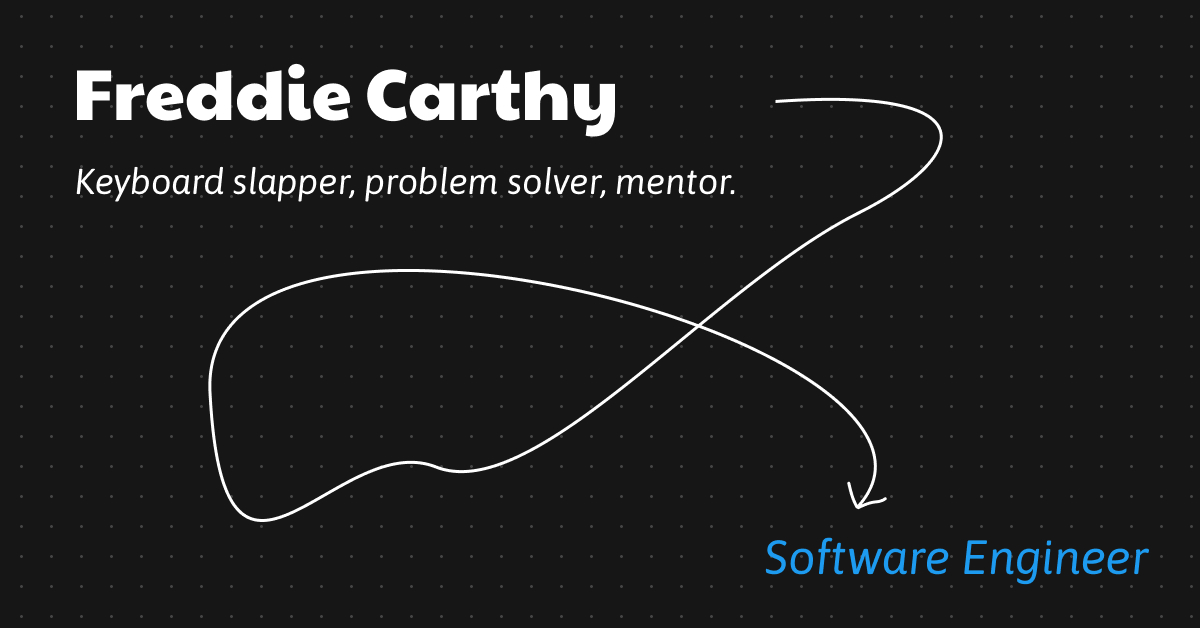 Freddie Carthy
Keyboard slapper, problem solver, mentor.
Software Engineer